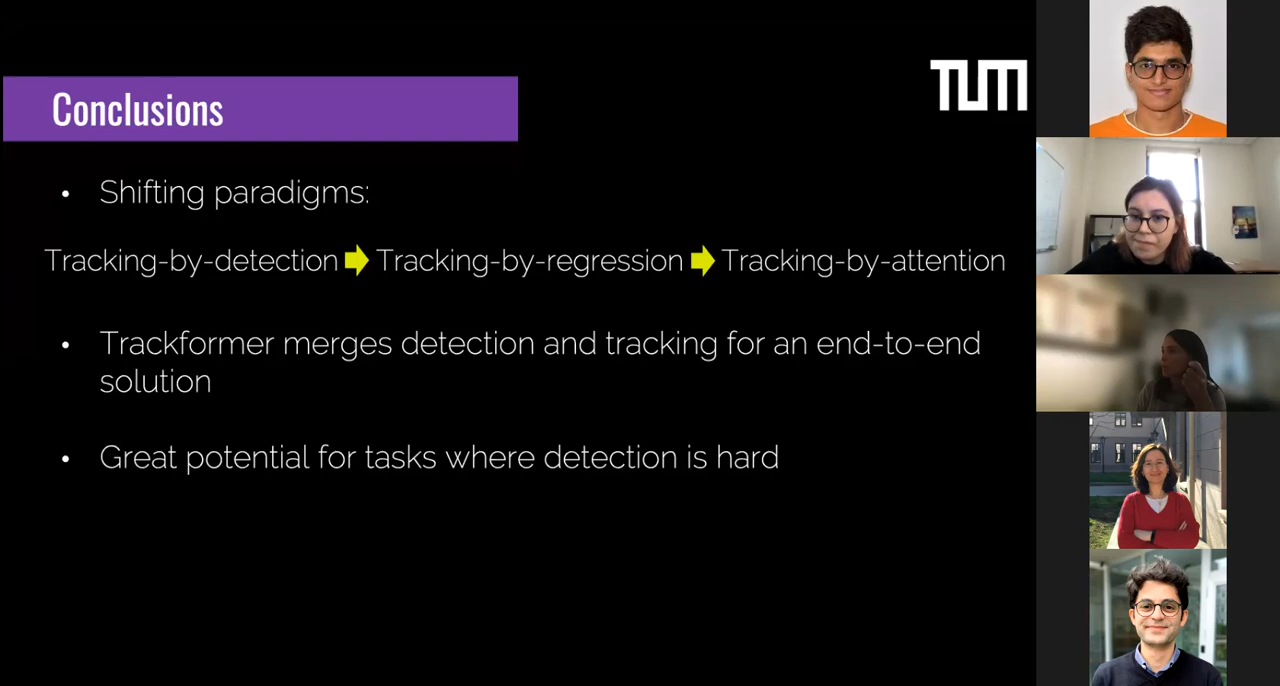 TUM
Conclusions
• Shifting paradigms:
Tracking-by-detection Tracking-by-regression Tracking-by-attention
• Trackformer merges detection and tracking for an end-to-end
solution
• Great potential for tasks where detection is hard